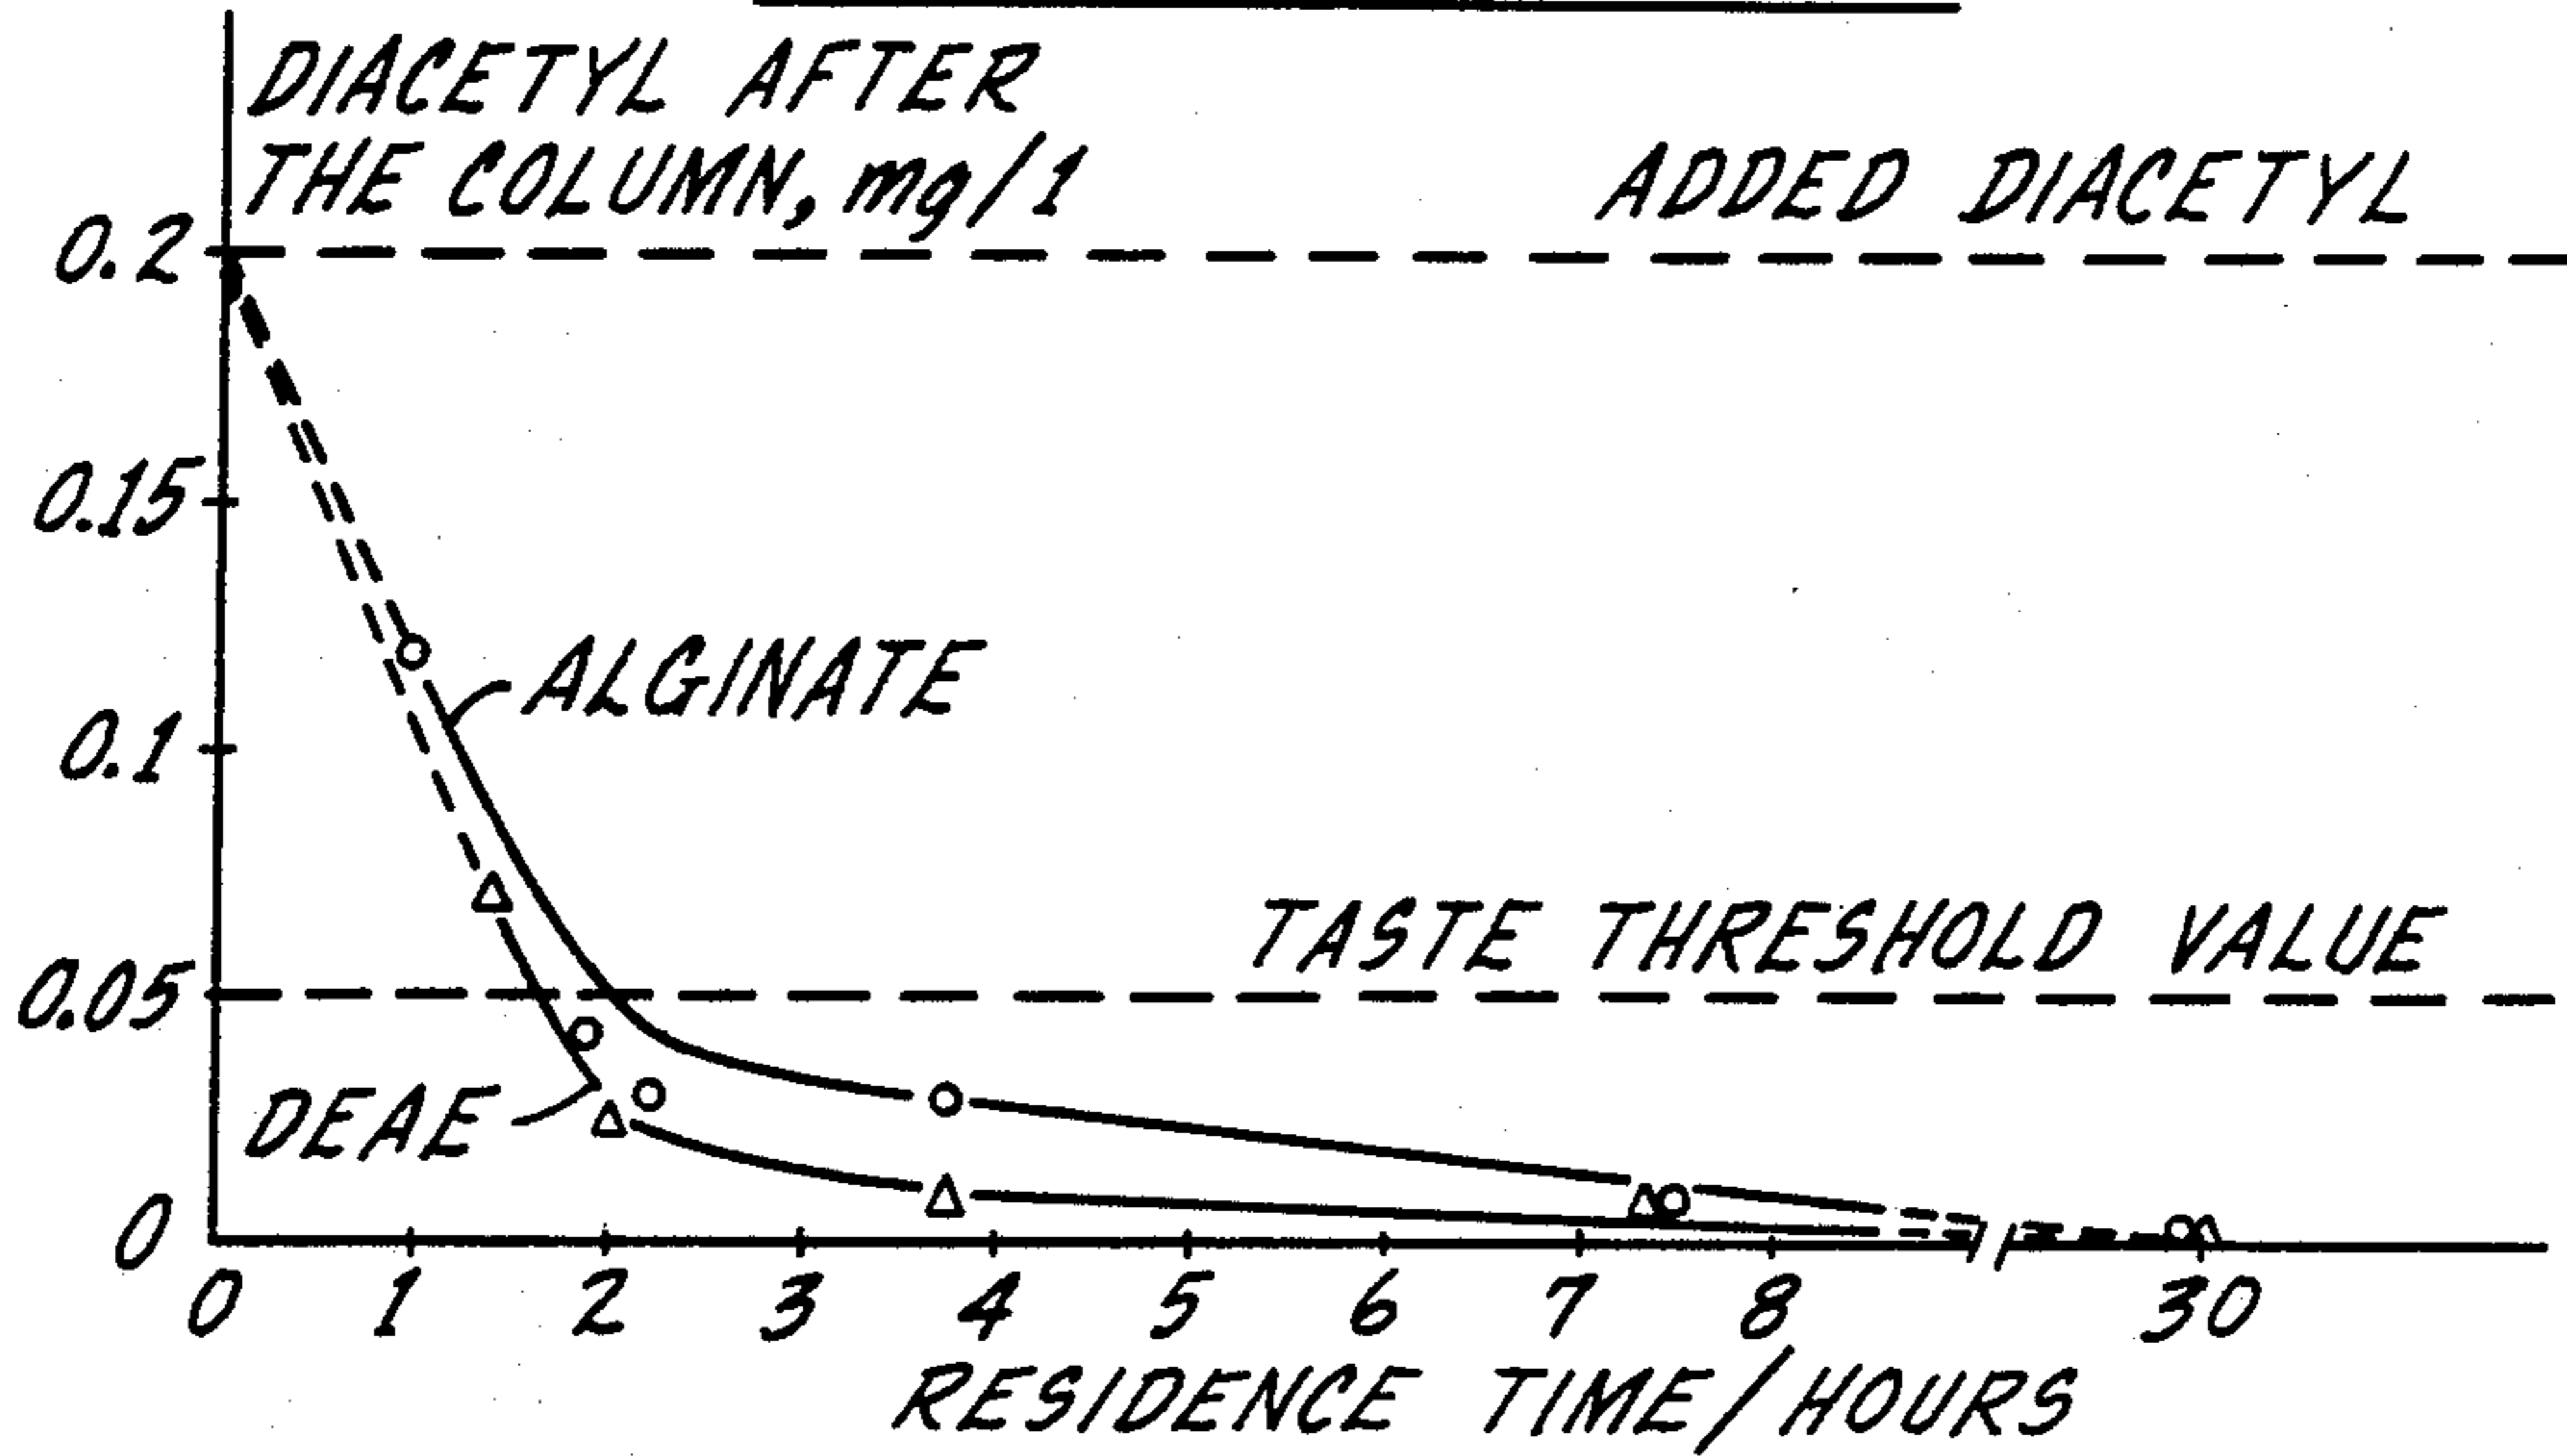 DIACETYL AFTER
THE COLUMN, mg/1
ADDED DIACETYL
0.2
0.15
ALGINATE
0.1
TASTE THRESHOLD VALUE
0.05
DEAE
0
0 1 2 3 4 5 6 7 8 30
RESIDENCE TIME/HOURS